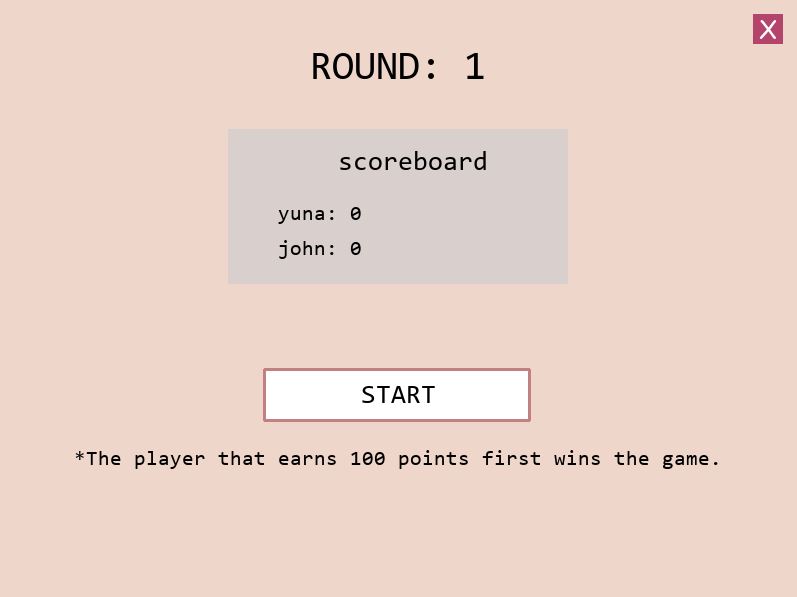 X
ROUND: 1
scoreboard
yuna: 0
john: 0
START
*The player that earns 100 points first wins the game.